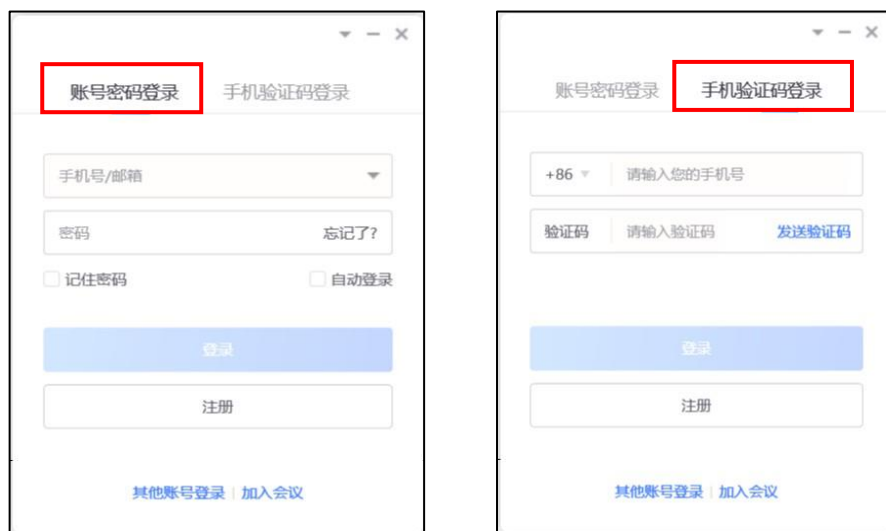 账号密码登录 手机验证码登录
手机号/邮箱
密码 忘记了?
记住密码 自动登录
登录
注册
其他账号登录 | 加入会议
账号密码登录 手机验证码登录
+86 请输入您的手机号
验证码 请输入验证码 发送验证码
登录
注册
其他账号登录 | 加入会议